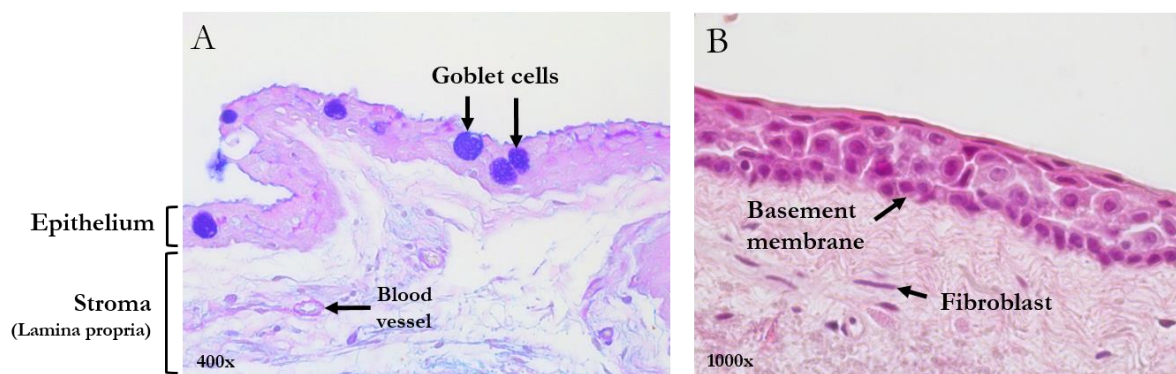 A
Goblet cells
Epithelium
Stroma
(Lamina propria)
Blood
vessel
400x
B
Basement
membrane
Fibroblast
1000x